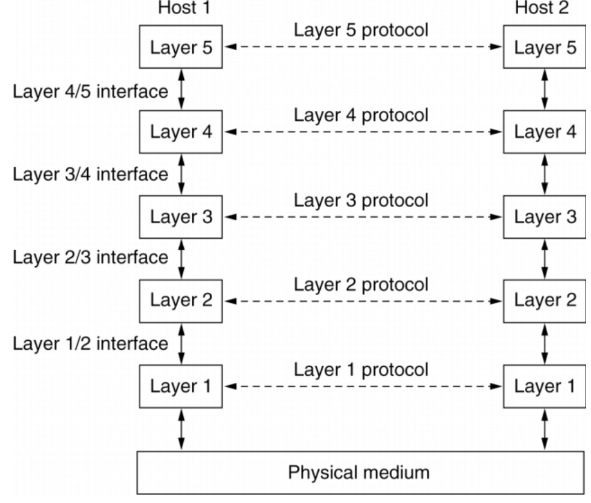 Host 1 Host 2
Layer 5 Layer 5 protocol Layer 5
Layer 4/5 interface
Layer 4 Layer 4 protocol Layer 4
Layer 3/4 interface
Layer 3 Layer 3 protocol Layer 3
Layer 2/3 interface
Layer 2 Layer 2 protocol Layer 2
Layer 1/2 interface
Layer 1 Layer 1 protocol Layer 1
Physical medium